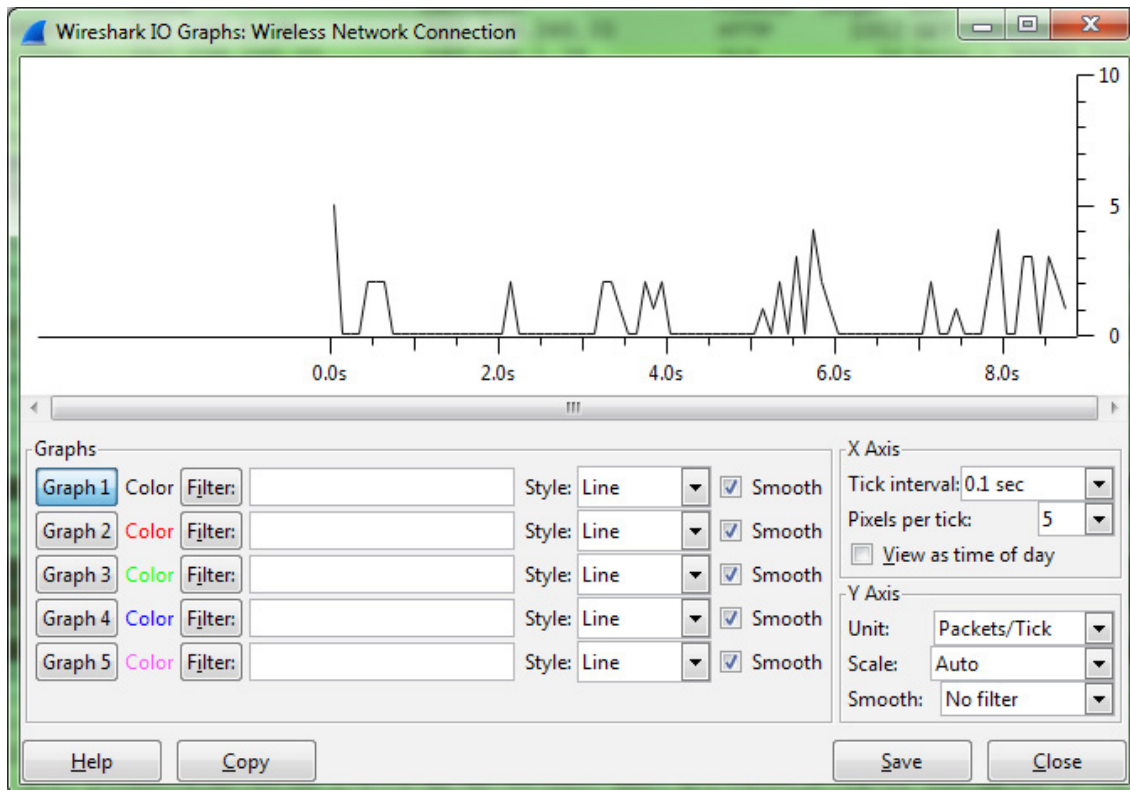 Wireshark IO Graphs: Wireless Network Connection
10
5
0
0.0s 2.0s 4.0s 6.0s 8.0s
Graphs
Graph 1 Color Filter: Style: Line Smooth
Graph 2 Color Filter: Style: Line Smooth
Graph 3 Color Filter: Style: Line Smooth
Graph 4 Color Filter: Style: Line Smooth
Graph 5 Color Filter: Style: Line Smooth
X Axis
Tick interval: 0.1 sec
Pixels per tick: 5
View as time of day
Y Axis
Unit: Packets/Tick
Scale: Auto
Smooth: No filter
Help Copy Save Close